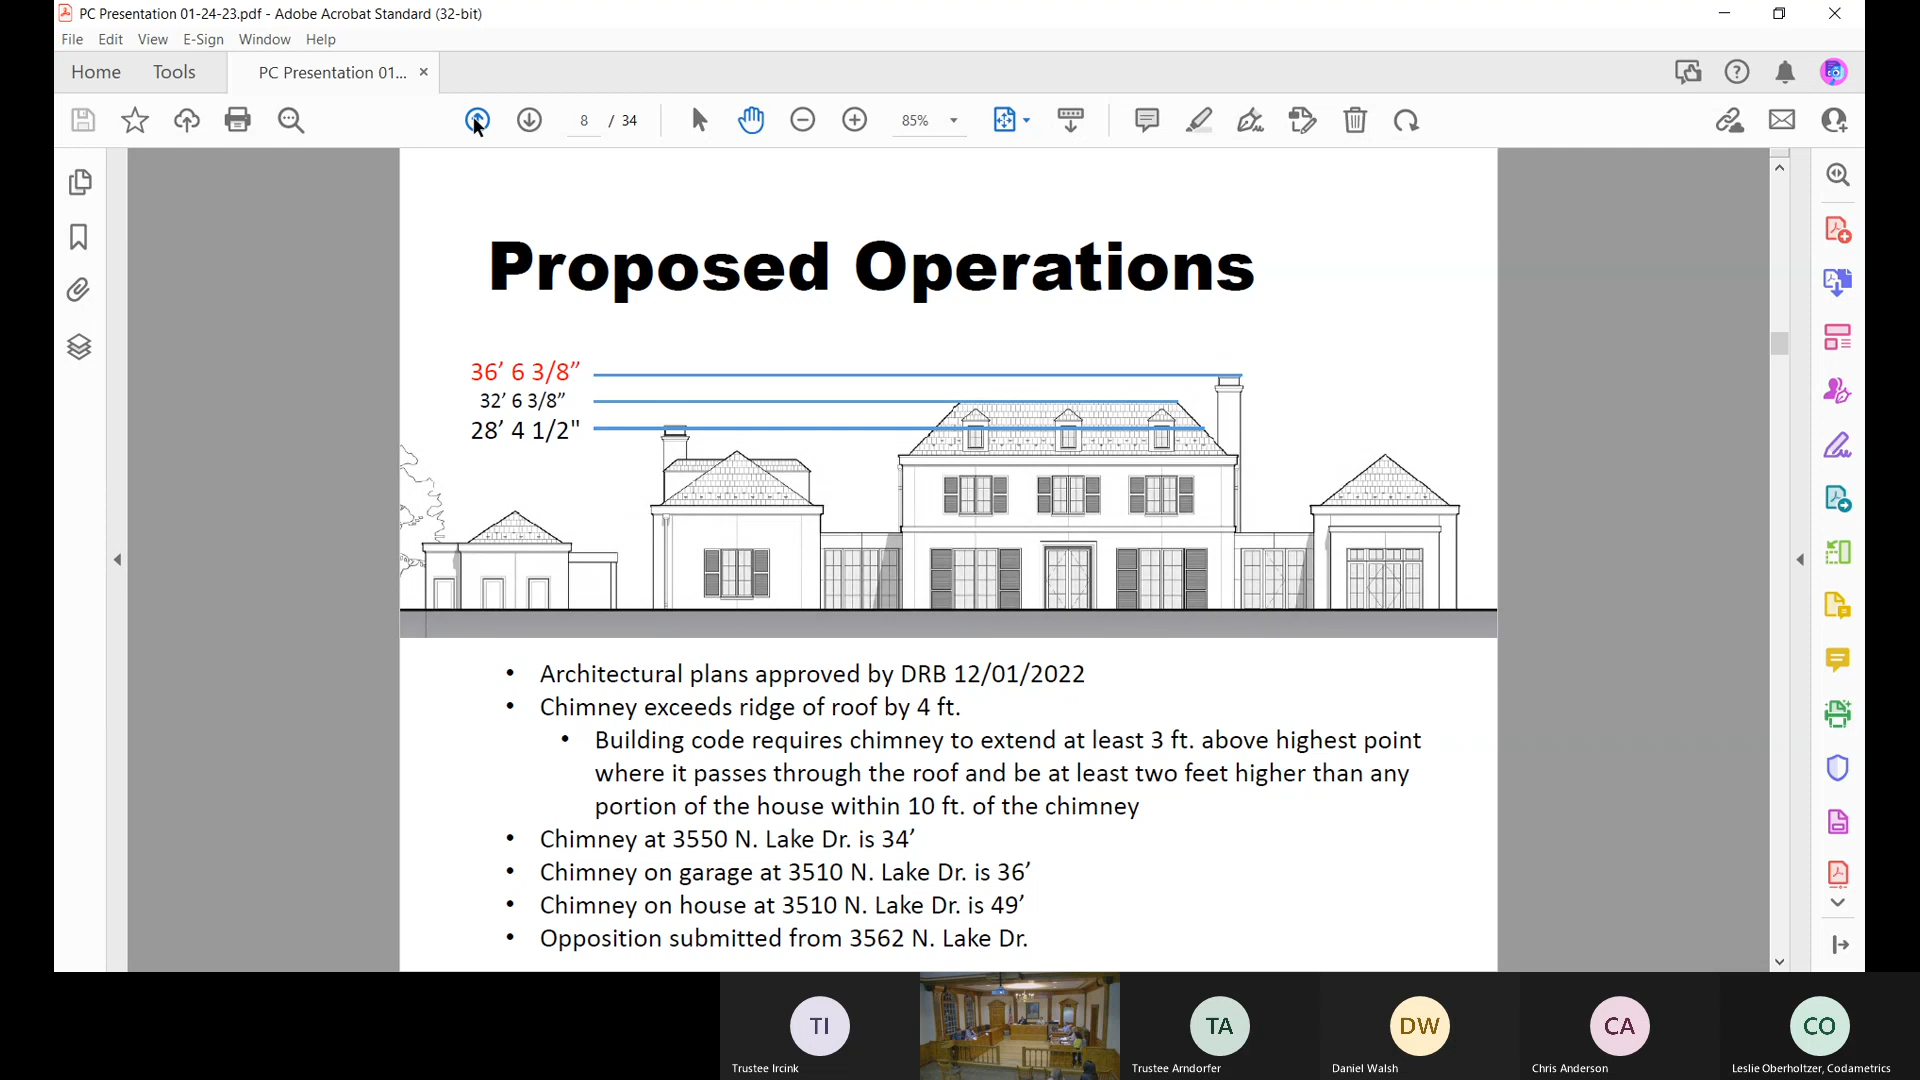 PC Presentation 01-24-23.pdf - Adobe Acrobat Standard (32-bit)
File Edit View E-Sign Window Help
Home Tools PC Presentation 01... ×
8 / 34 85%
Proposed Operations
36’ 6 3/8”
32’ 6 3/8”
28’ 4 1/2"
• Architectural plans approved by DRB 12/01/2022
• Chimney exceeds ridge of roof by 4 ft.
• Building code requires chimney to extend at least 3 ft. above highest point
where it passes through the roof and be at least two feet higher than any
portion of the house within 10 ft. of the chimney
• Chimney at 3550 N. Lake Dr. is 34’
• Chimney on garage at 3510 N. Lake Dr. is 36’
• Chimney on house at 3510 N. Lake Dr. is 49’
• Opposition submitted from 3562 N. Lake Dr.
TI TA DW CA CO
Trustee Ircink Trustee Arndorfer Daniel Walsh Chris Anderson Leslie Oberholtzer, Codametrics